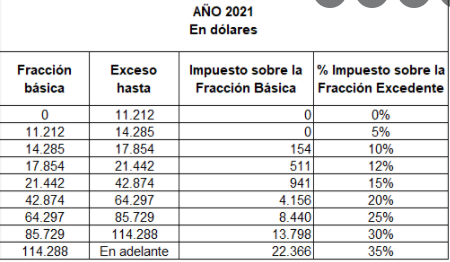 AÑO 2021
En dólares
Fracción Exceso Impuesto sobre la % Impuesto sobre la
básica hasta Fracción Básica Fracción Excedente
0 11.212 0 0%
11.212 14.285 0 5%
14.285 17.854 154 10%
17.854 21.442 511 12%
21.442 42.874 941 15%
42.874 64.297 4.156 20%
64.297 85.729 8.440 25%
85.729 114.288 13.798 30%
114.288 En adelante 22.366 35%